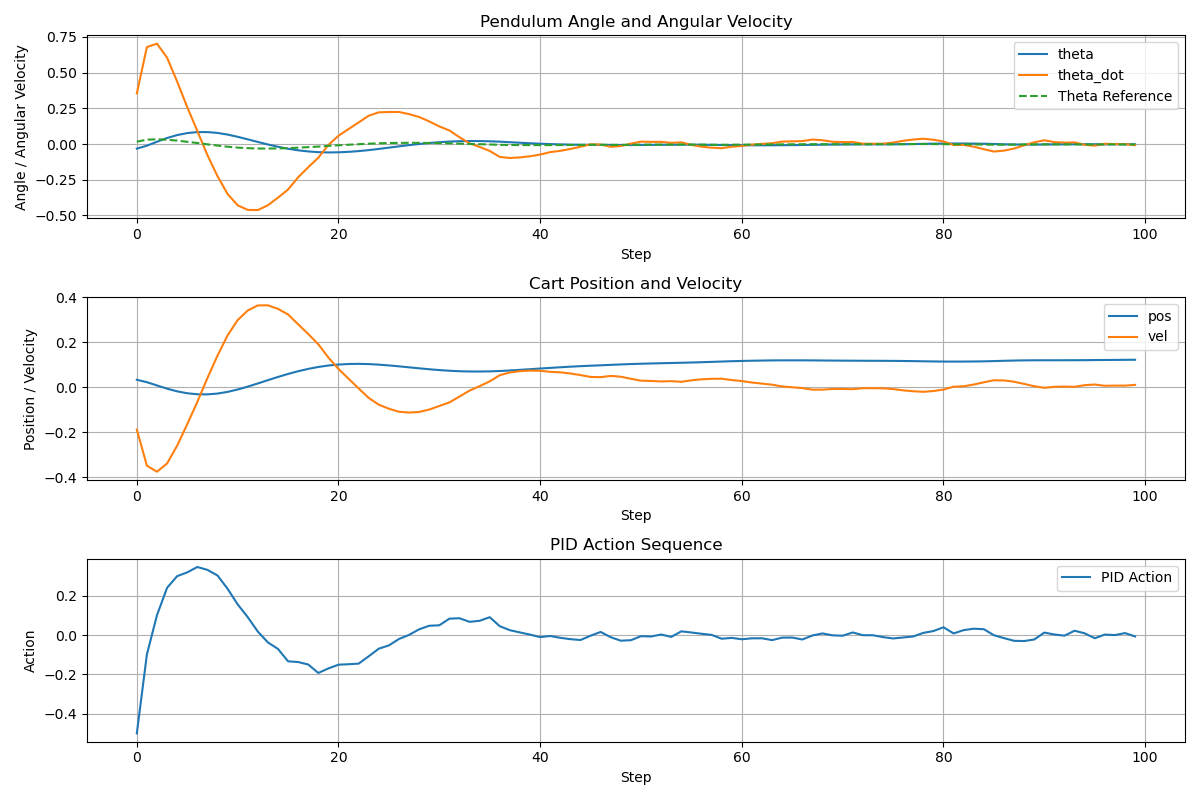 Pendulum Angle and Angular Velocity
Angle / Angular Velocity
0.75
0.50
0.25
0.00
−0.25
−0.50
theta
theta_dot
Theta Reference
0 20 40 60 80 100
Step
Cart Position and Velocity
Position / Velocity
0.4
0.2
0.0
−0.2
−0.4
pos
vel
0 20 40 60 80 100
Step
PID Action Sequence
Action
0.2
0.0
−0.2
−0.4
PID Action
0 20 40 60 80 100
Step